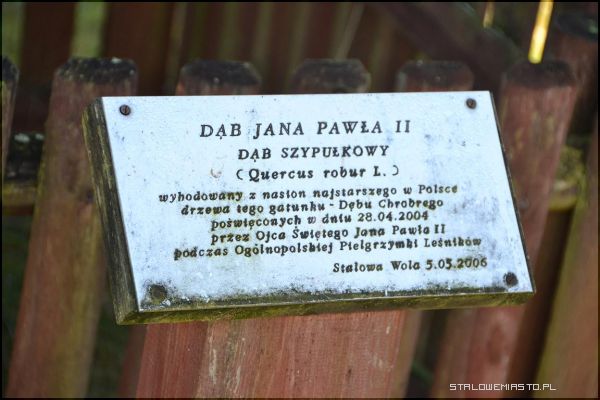 DĄB JANA PAWŁA II
DĄB SZYPUŁKOWY
(Quercus robur L.)
wyhodowany z nasion najstarszego w Polsce
drzewa tego gatunku - Dębu Chrobrego
poświęconych w dniu 28.04.2004
przez Ojca Świętego Jana Pawła II
podczas Ogólnopolskiej Pielgrzymki Leśników
Stalowa Wola 5.05.2006
STALOWEMIASTO.PL